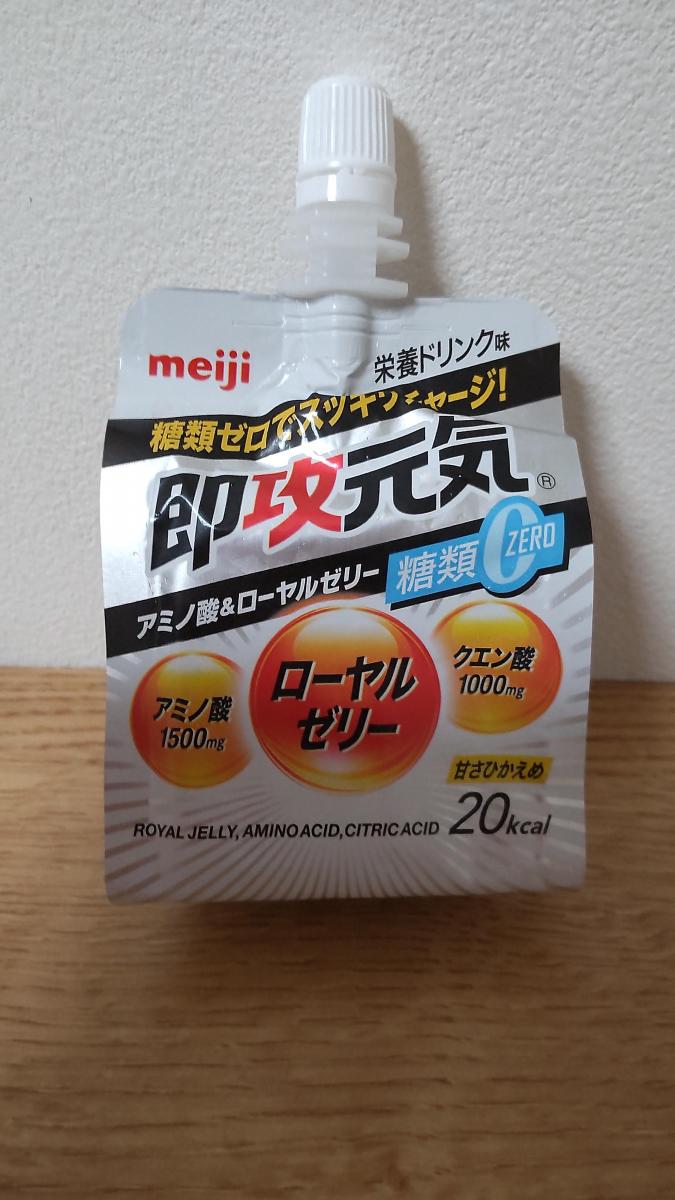 meiji
栄養ドリンク味
糖類ゼロでスッキリチャージ!
即攻元気®
アミノ酸&ローヤルゼリー
糖類0 ZERO
アミノ酸
1500mg
ローヤル
ゼリー
クエン酸
1000mg
甘さひかえめ
ROYAL JELLY, AMINO ACID, CITRIC ACID
20kcal